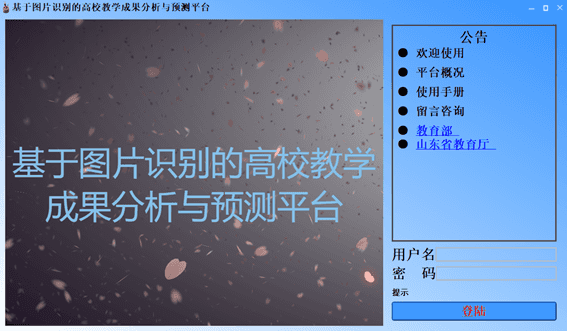 基于图片识别的高校教学成果分析与预测平台
基于图片识别的高校教学
成果分析与预测平台
公告
欢迎使用
平台概况
使用手册
留言咨询
教育部
山东省教育厅
用户名
密 码
提示
登陆